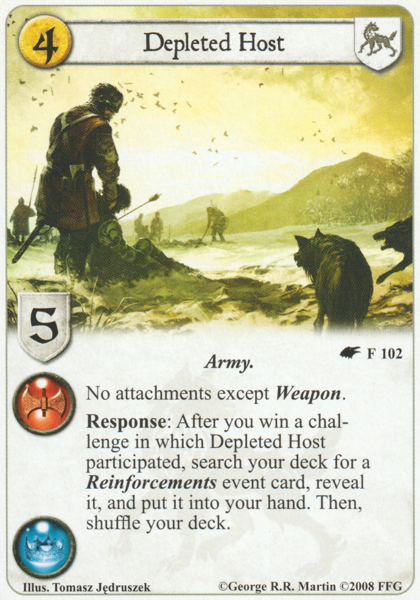 4
Depleted Host
5
Army.
F 102
No attachments except Weapon.
Response: After you win a chal-
lenge in which Depleted Host
participated, search your deck for a
Reinforcements event card, reveal
it, and put it into your hand. Then,
shuffle your deck.
Illus. Tomasz Jędruszek
©George R.R. Martin ©2008 FFG